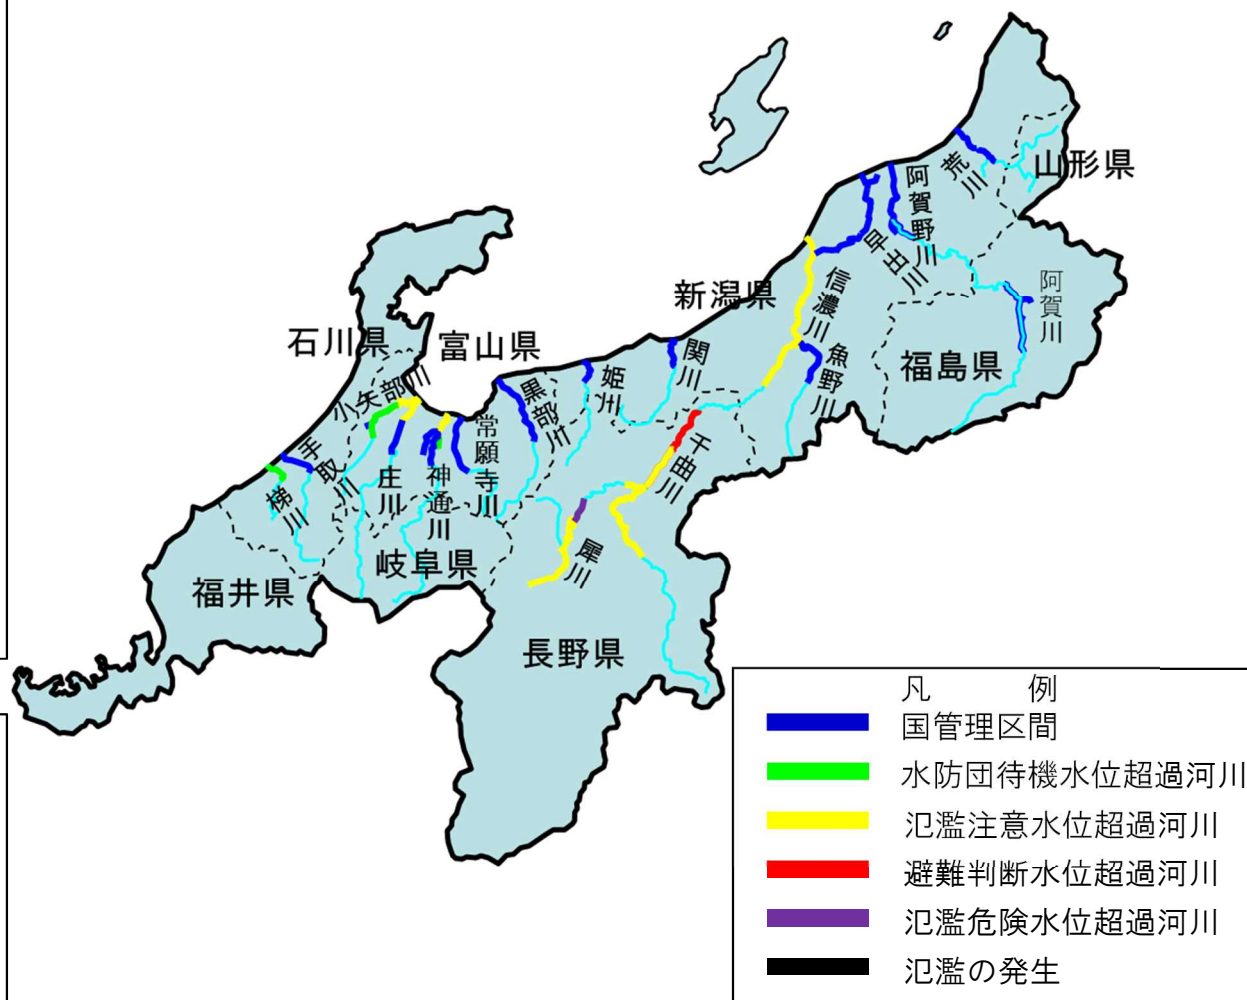 山形県
荒川
阿賀野川
早出川
阿賀川
新潟県
信濃川
福島県
魚野川
石川県
富山県
関川
姫川
黒部川
小矢部川
常願寺川
手取川
千曲川
庄川
神通川
梯川
犀川
岐阜県
福井県
長野県
凡 例
国管理区間
水防団待機水位超過河川
氾濫注意水位超過河川
避難判断水位超過河川
氾濫危険水位超過河川
氾濫の発生